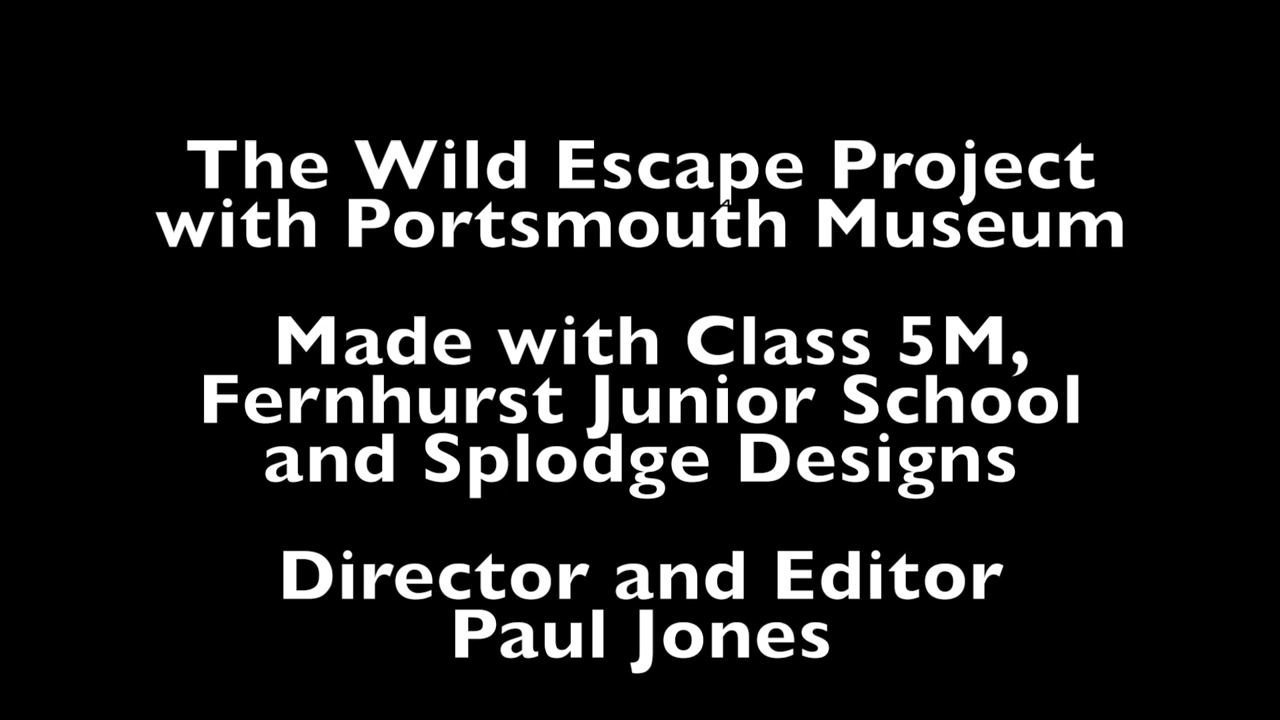 The Wild Escape Project
with Portsmouth Museum
Made with Class 5M,
Fernhurst Junior School
and Splodge Designs
Director and Editor
Paul Jones